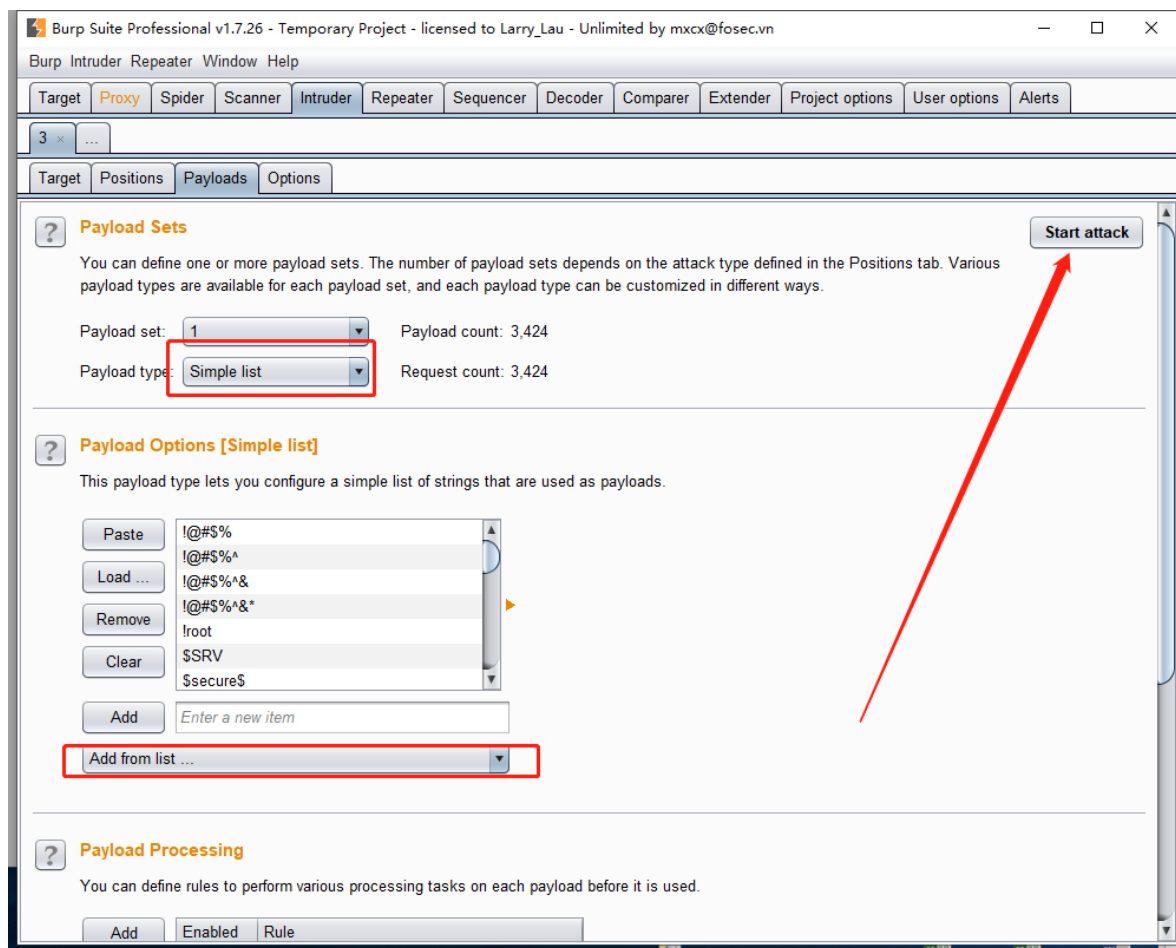 Burp Suite Professional v1.7.26 - Temporary Project - licensed to Larry_Lau - Unlimited by mxcx@fosec.vn
Burp Intruder Repeater Window Help
Target Proxy Spider Scanner Intruder Repeater Sequencer Decoder Comparer Extender Project options User options Alerts
3 × ...
Target Positions Payloads Options
? Payload Sets
Start attack
You can define one or more payload sets. The number of payload sets depends on the attack type defined in the Positions tab. Various
payload types are available for each payload set, and each payload type can be customized in different ways.
Payload set: 1 Payload count: 3,424
Payload type: Simple list Request count: 3,424
? Payload Options [Simple list]
This payload type lets you configure a simple list of strings that are used as payloads.
Paste
Load ...
Remove
Clear
!@#$%
!@#$%^
!@#$%^&
!@#$%^&*
!root
$SRV
$secure$
Add Enter a new item
Add from list ...
? Payload Processing
You can define rules to perform various processing tasks on each payload before it is used.
Add Enabled Rule